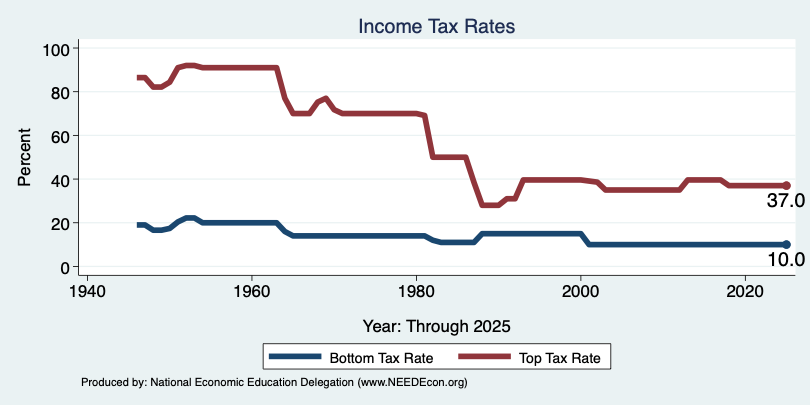 Income Tax Rates
100
80
60
40
20
0
Percent
37.0
10.0
1940 1960 1980 2000 2020
Year: Through 2025
Bottom Tax Rate Top Tax Rate
Produced by: National Economic Education Delegation (www.NEEDEcon.org)